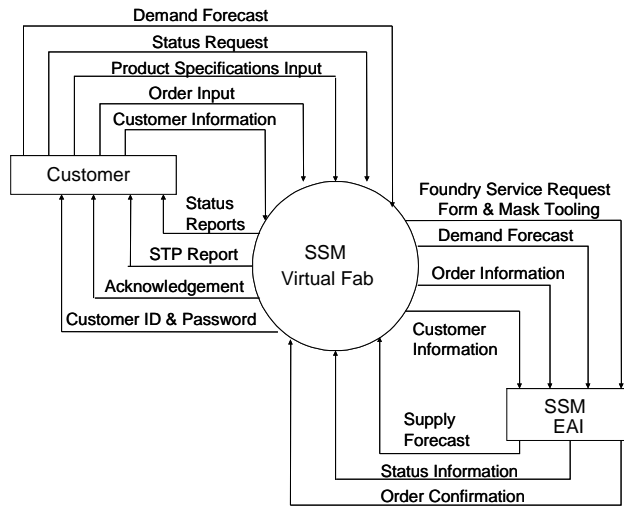 Demand Forecast
Status Request
Product Specifications Input
Order Input
Customer Information
Customer
Status
Reports
STP Report
Acknowledgement
Customer ID & Password
SSM
Virtual Fab
Foundry Service Request
Form & Mask Tooling
Demand Forecast
Order Information
Customer
Information
SSM
EAI
Supply
Forecast
Status Information
Order Confirmation